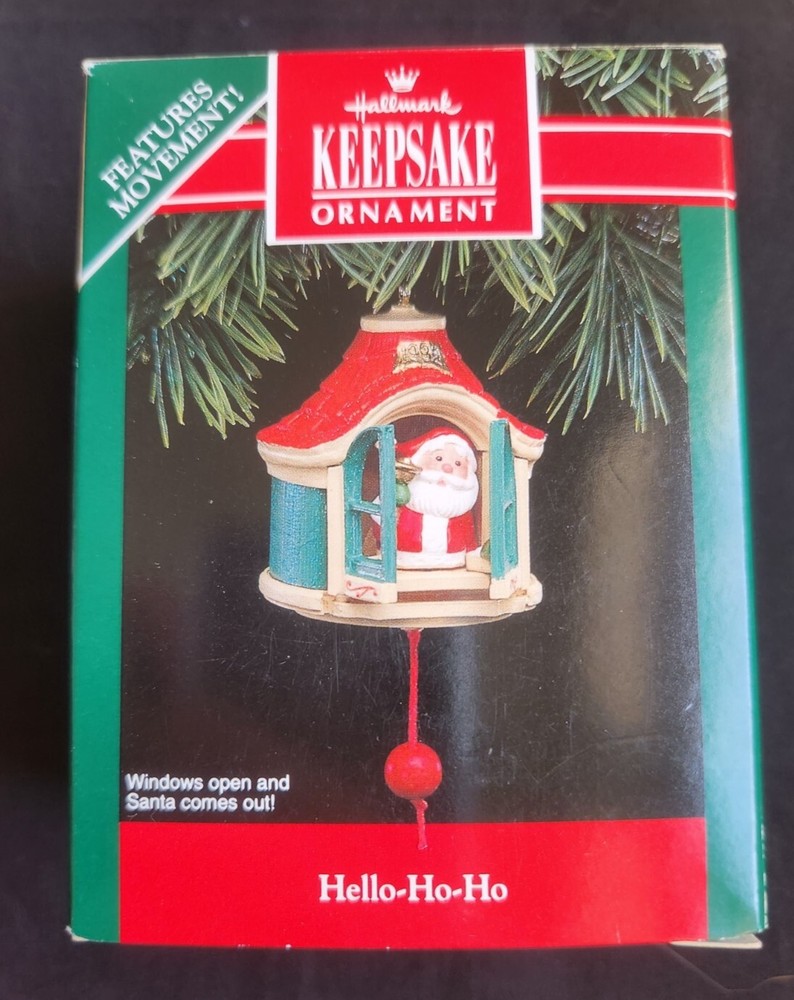 FEATURES
MOVEMENT!
Hallmark
KEEPSAKE
ORNAMENT
Windows open and
Santa comes out!
Hello-Ho-Ho